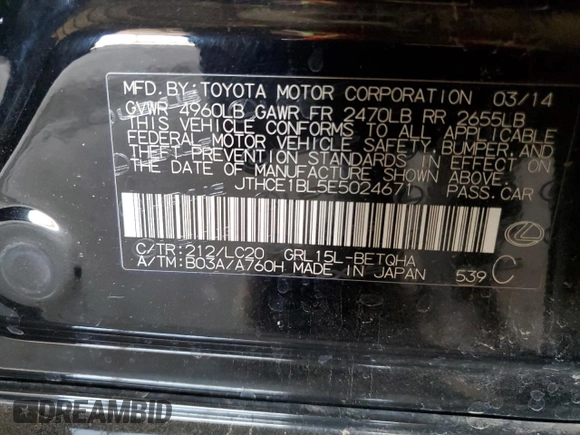 MFD. BY: TOYOTA MOTOR CORPORATION 03/14
GVWR 4960LB GAWR FR 2470LB RR 2655LB
THIS VEHICLE CONFORMS TO ALL APPLICABLE
FEDERAL MOTOR VEHICLE SAFETY, BUMPER, AND
THEFT PREVENTION STANDARDS IN EFFECT ON
THE DATE OF MANUFACTURE SHOWN ABOVE.
JTHCE1BL5E5024671 PASS. CAR
C/TR: 212/LC20 GRL15L-BETQHA
A/TM: B03A/A760H MADE IN JAPAN 539 C
DREAMBID